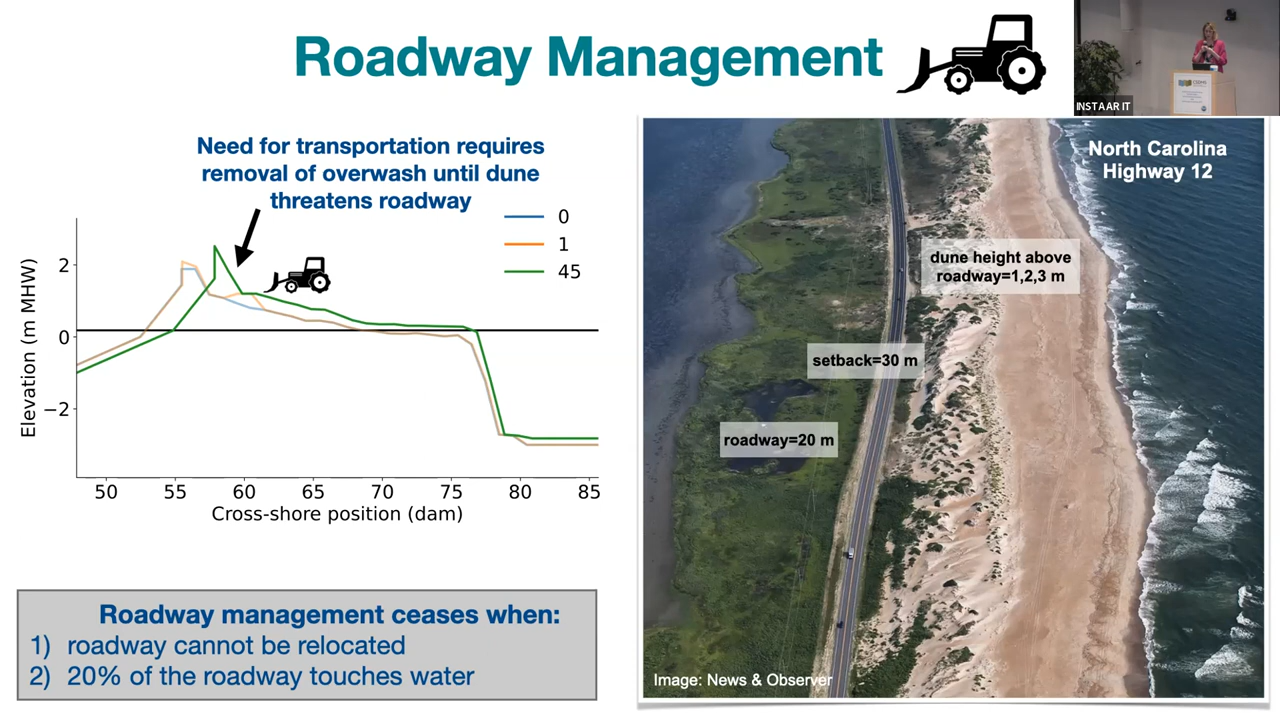 Roadway Management
INSTAAR IT
Need for transportation requires
removal of overwash until dune
threatens roadway
0
1
45
2
0
−2
Elevation (m MHW)
50 55 60 65 70 75 80 85
Cross-shore position (dam)
Roadway management ceases when:
1) roadway cannot be relocated
2) 20% of the roadway touches water
North Carolina
Highway 12
dune height above
roadway=1,2,3 m
setback=30 m
roadway=20 m
Image: News & Observer